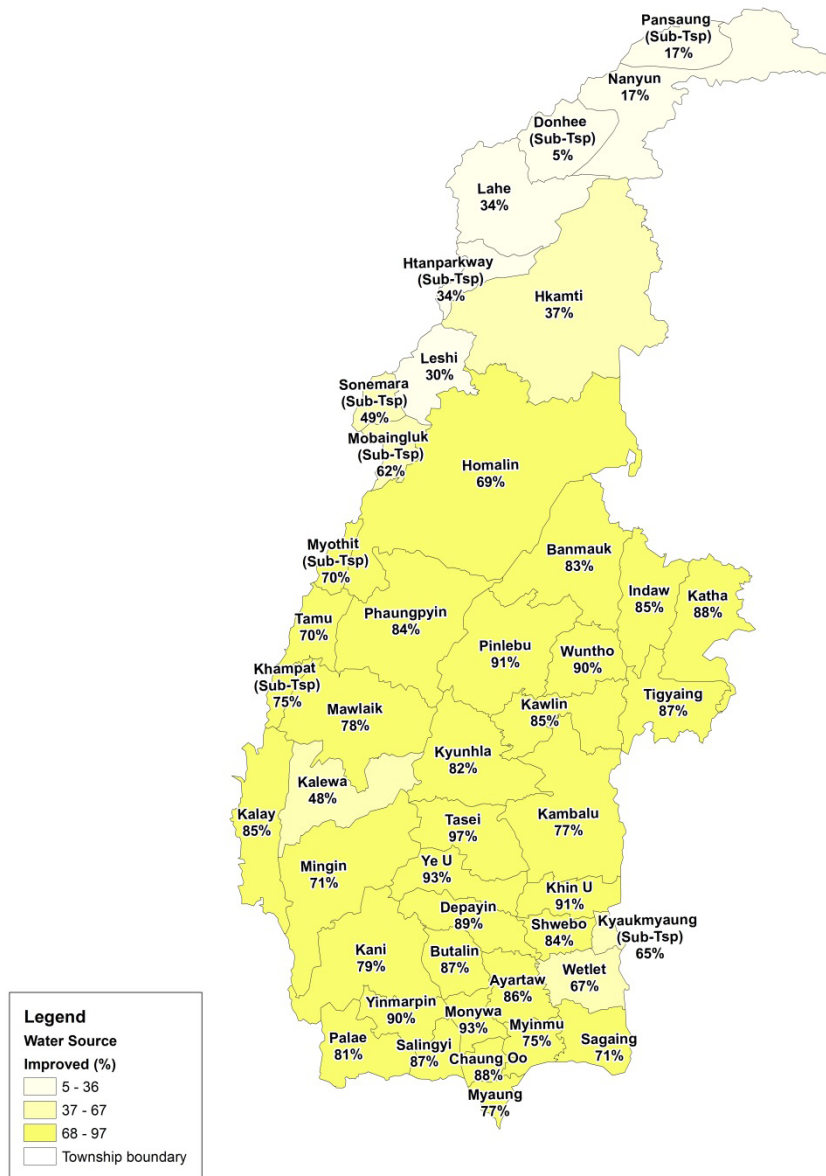 Pansaung
(Sub-Tsp)
17%
Nanyun
17%
Donhee
(Sub-Tsp)
5%
Lahe
34%
Htanparkway
(Sub-Tsp)
34%
Hkamti
37%
Leshi
30%
Sonemara
(Sub-Tsp)
49%
Mobaingluk
(Sub-Tsp)
62%
Homalin
69%
Myothit
(Sub-Tsp)
70%
Banmauk
83%
Indaw
85%
Katha
88%
Tamu
70%
Phaungpyin
84%
Pinlebu
91%
Wuntho
90%
Khampat
(Sub-Tsp)
75%
Mawlaik
78%
Kawlin
85%
Tigyaing
87%
Kyunhla
82%
Kalewa
48%
Kalay
85%
Tasei
97%
Kambalu
77%
Mingin
71%
Ye U
93%
Khin U
91%
Depayin
89%
Shwebo
84%
Kyaukmyaung
(Sub-Tsp)
65%
Kani
79%
Butalin
87%
Wetlet
67%
Ayartaw
86%
Yinmarpin
90%
Monywa
93%
Myinmu
75%
Palae
81%
Salingyi
87%
Chaung Oo
88%
Sagaing
71%
Myaung
77%
Legend
Water Source
Improved (%)
5 - 36
37 - 67
68 - 97
Township boundary